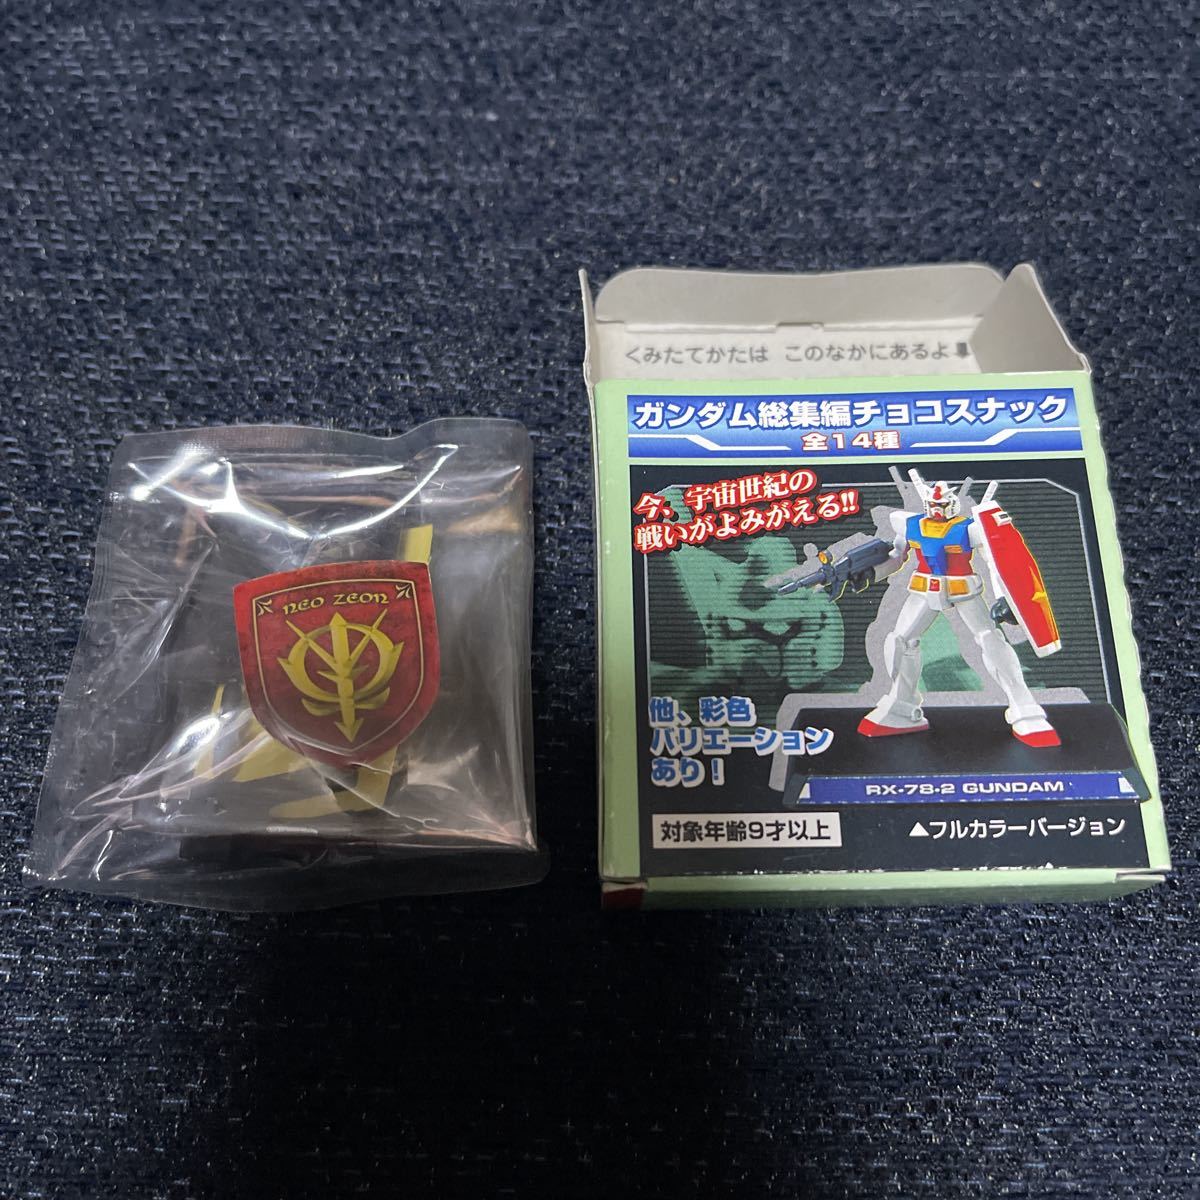 くみたてかたは このなかにあるよ
ガンダム総集編チョコスナック
全14種
今、宇宙世紀の
戦いがよみがえる!!
他、彩色
バリエーション
あり！
RX-78-2 GUNDAM
対象年齢9才以上
▲フルカラーバージョン
NEO ZEON